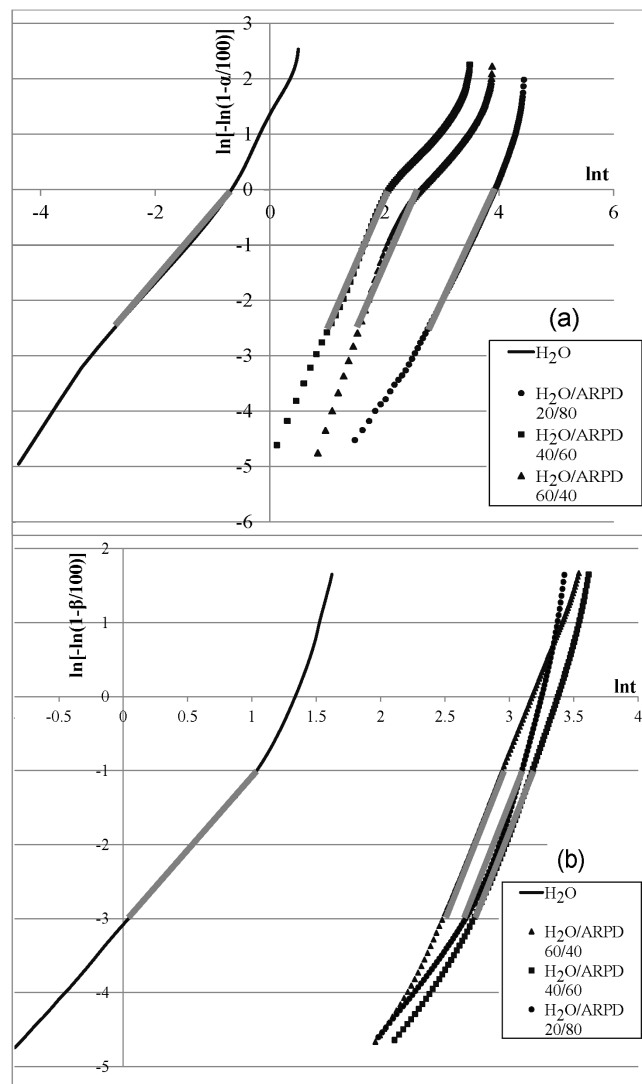 ln[-ln(1-α/100)]
3
2
1
0
-1
-2
-3
-4
-5
-6
-4
-2
0
2
4
6
lnt
(a)
H₂O
H₂O/ARPD
20/80
H₂O/ARPD
40/60
H₂O/ARPD
60/40
ln[-ln(1-β/100)]
2
1
0
-1
-2
-3
-4
-5
-0.5
0
0.5
1
1.5
2
2.5
3
3.5
4
lnt
(b)
H₂O
H₂O/ARPD
60/40
H₂O/ARPD
40/60
H₂O/ARPD
20/80